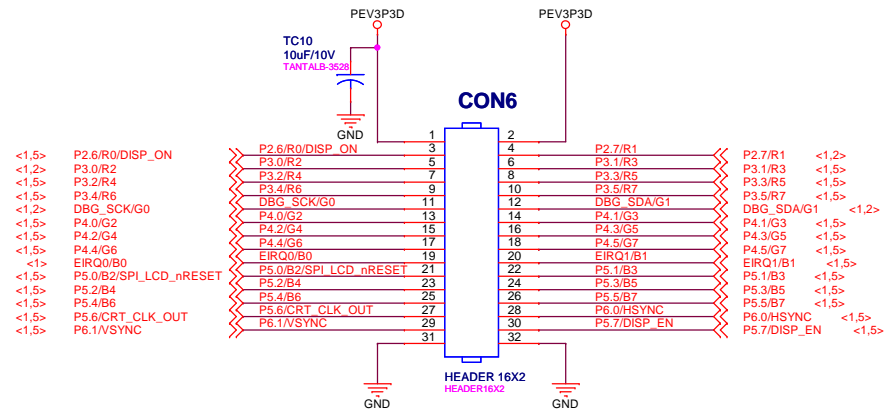 PEV3P3D PEV3P3D
TC10
10uF/10V
TANTALB-3528
CON6
GND
1 2
<1,5> P2.6/R0/DISP_ON P2.6/R0/DISP_ON 3 4 P2.7/R1 P2.7/R1 <1,2>
<1,2> P3.0/R2 P3.0/R2 5 6 P3.1/R3 P3.1/R3 <1,5>
<1,5> P3.2/R4 P3.2/R4 7 8 P3.3/R5 P3.3/R5 <1,5>
<1,5> P3.4/R6 P3.4/R6 9 10 P3.5/R7 P3.5/R7 <1,5>
<1,2> DBG_SCK/G0 DBG_SCK/G0 11 12 DBG_SDA/G1 DBG_SDA/G1 <1,2>
<1,5> P4.0/G2 P4.0/G2 13 14 P4.1/G3 P4.1/G3 <1,5>
<1,5> P4.2/G4 P4.2/G4 15 16 P4.3/G5 P4.3/G5 <1,5>
<1,5> P4.4/G6 P4.4/G6 17 18 P4.5/G7 P4.5/G7 <1,5>
<1> EIRQ0/B0 EIRQ0/B0 19 20 EIRQ1/B1 EIRQ1/B1 <1,5>
<1,5> P5.0/B2/SPI_LCD_nRESET P5.0/B2/SPI_LCD_nRESET 21 22 P5.1/B3 P5.1/B3 <1,5>
<1,5> P5.2/B4 P5.2/B4 23 24 P5.3/B5 P5.3/B5 <1,5>
<1,5> P5.4/B6 P5.4/B6 25 26 P5.5/B7 P5.5/B7 <1,5>
<1,5> P5.6/CRT_CLK_OUT P5.6/CRT_CLK_OUT 27 28 P6.0/HSYNC P6.0/HSYNC <1,5>
<1,5> P6.1/VSYNC P6.1/VSYNC 29 30 P5.7/DISP_EN P5.7/DISP_EN <1,5>
31 32
HEADER 16X2
HEADER16X2
GND GND